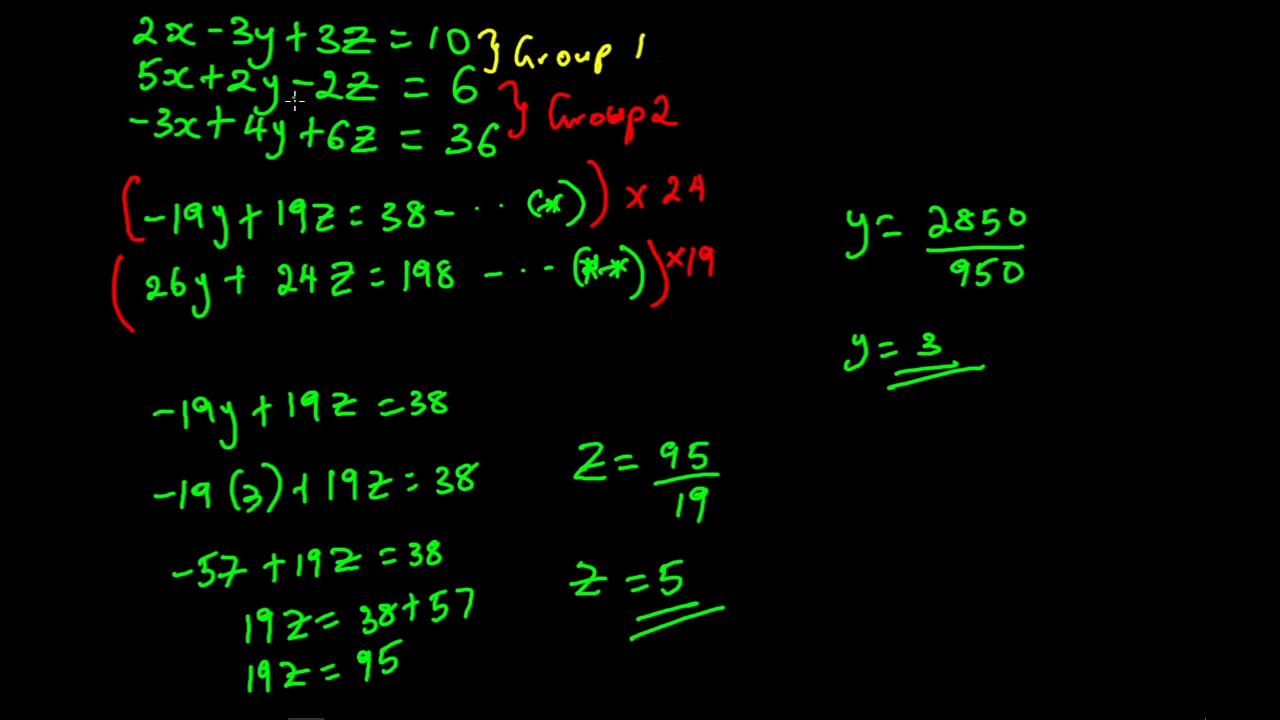 2x - 3y + 3z = 10 } Group 1
5x + 2y - 2z = 6
-3x + 4y + 6z = 36 } Group 2
(-19y + 19z = 38 - ··· (*)) x 24
(26y + 24z = 198 - ··· (**)) x 19
-19y + 19z = 38
-19(3) + 19z = 38
-57 + 19z = 38
19z = 38 + 57
19z = 95
z = 95/19
z = 5
y = 2850/950
y = 3